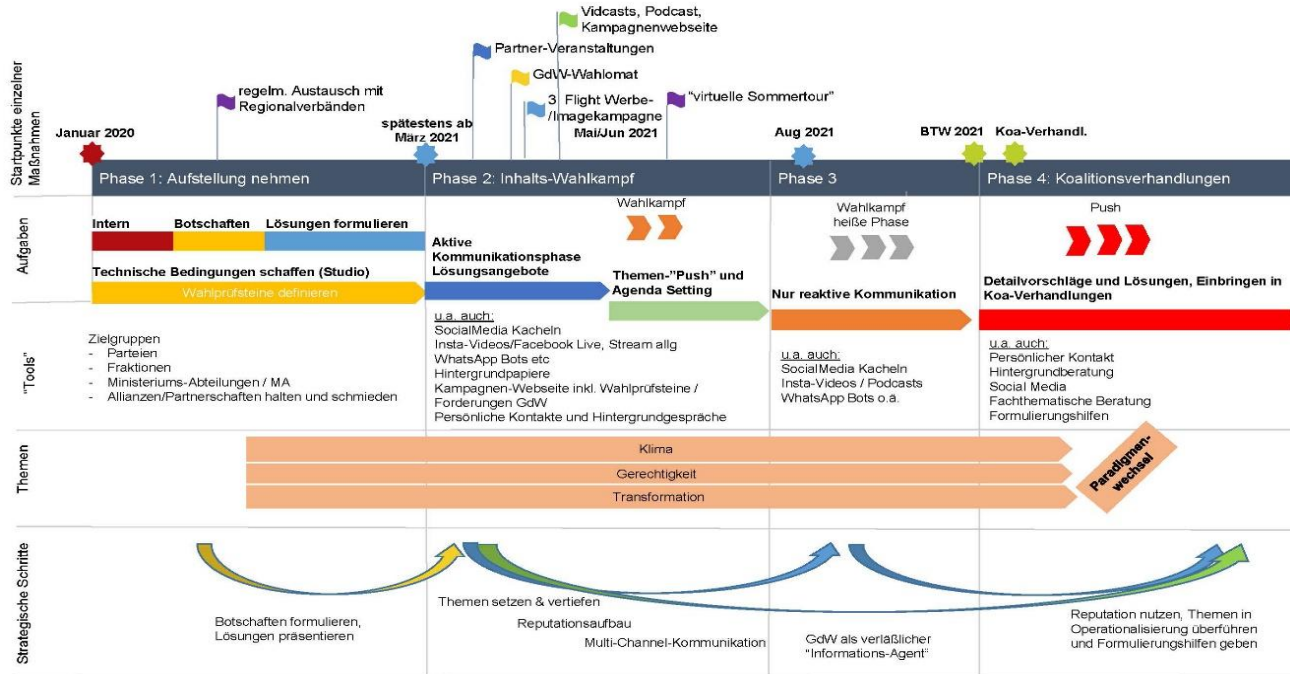 Startpunkte einzelner
Maßnahmen
Vidcasts, Podcast,
Kampagnenwebseite
Partner-Veranstaltungen
GdW-Wahlomat
regelm. Austausch mit
Regionalverbänden
3 Flight Werbe-
/Imagekampagne
"virtuelle Sommertour"
Januar 2020
spätestens ab
März 2021
Mai/Jun 2021
Aug 2021
BTW 2021
Koa-Verhandl.
Phase 1: Aufstellung nehmen
Phase 2: Inhalts-Wahlkampf
Phase 3
Phase 4: Koalitionsverhandlungen
Aufgaben
Intern
Botschaften
Lösungen formulieren
Technische Bedingungen schaffen (Studio)
Wahlprüfsteine definieren
Wahlkampf
Aktive
Kommunikationsphase
Lösungsangebote
Themen-"Push" und
Agenda Setting
Wahlkampf
heiße Phase
Nur reaktive Kommunikation
Push
Detailvorschläge und Lösungen, Einbringen in
Koa-Verhandlungen
"Tools"
Zielgruppen
- Parteien
- Fraktionen
- Ministeriums-Abteilungen / MA
- Allianzen/Partnerschaften halten und schmieden
u.a. auch:
SocialMedia Kacheln
Insta-Videos/Facebook Live, Stream allg
WhatsApp Bots etc
Hintergrundpapiere
Kampagnen-Webseite inkl. Wahlprüfsteine /
Forderungen GdW
Persönliche Kontakte und Hintergrundgespräche
u.a. auch:
SocialMedia Kacheln
Insta-Videos / Podcasts
WhatsApp Bots o.ä.
u.a. auch:
Persönlicher Kontakt
Hintergrundberatung
Social Media
Fachthematische Beratung
Formulierungshilfen
Themen
Klima
Gerechtigkeit
Transformation
Paradigmen-
wechsel
Strategische Schritte
Botschaften formulieren,
Lösungen präsentieren
Themen setzen & vertiefen
Reputationsaufbau
Multi-Channel-Kommunikation
GdW als verläßlicher
"Informations-Agent"
Reputation nutzen, Themen in
Operationalisierung überführen
und Formulierungshilfen geben